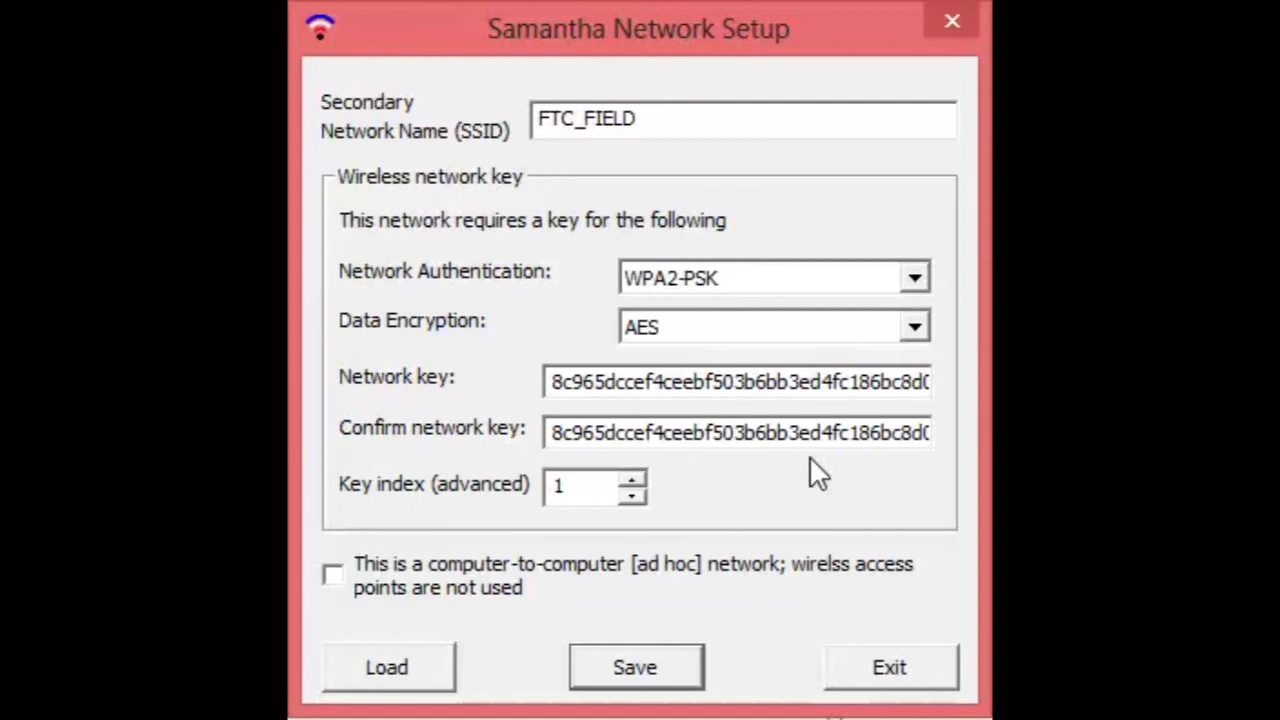 Samantha Network Setup
Secondary
Network Name (SSID)
FTC_FIELD
Wireless network key
This network requires a key for the following
Network Authentication:
WPA2-PSK
Data Encryption:
AES
Network key:
8c965dccef4ceebf503b6bb3ed4fc186bc8d0
Confirm network key:
8c965dccef4ceebf503b6bb3ed4fc186bc8d0
Key index (advanced)
1
This is a computer-to-computer [ad hoc] network; wirelss access
points are not used
Load
Save
Exit